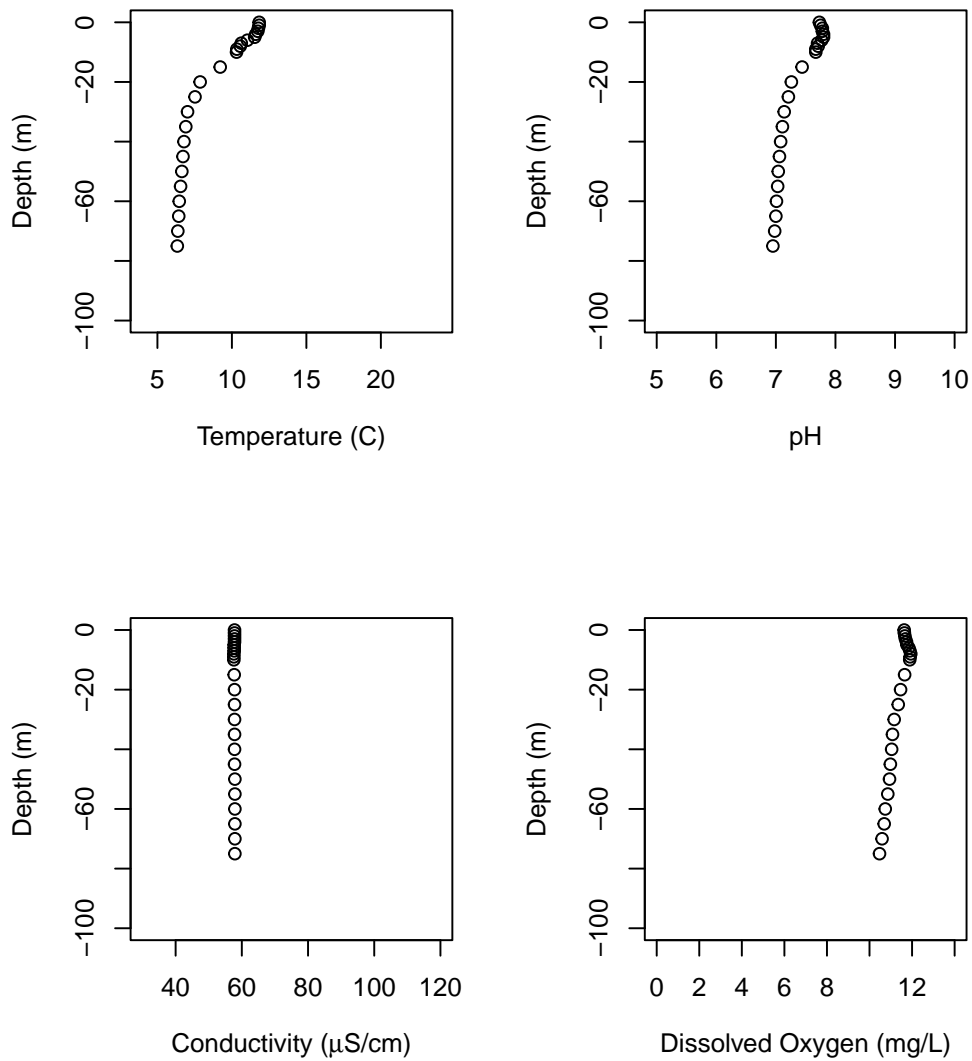 0
−20
−60
−100
Depth (m)
5 10 15 20
Temperature (C)
0
−20
−60
−100
Depth (m)
5 6 7 8 9 10
pH
0
−20
−60
−100
Depth (m)
40 60 80 100 120
Conductivity (µS/cm)
0
−20
−60
−100
Depth (m)
0 2 4 6 8 12
Dissolved Oxygen (mg/L)